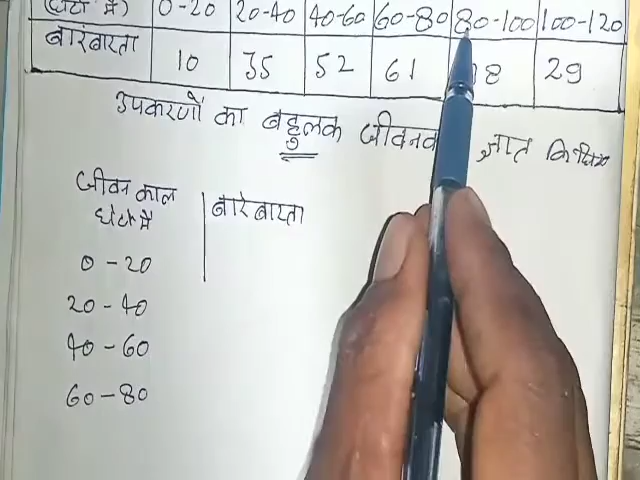 (घंटों में) 0-20 20-40 40-60 60-80 80-100 100-120
बारंबारता 10 35 52 61 8 29
उपकरणों का बहुलक जीवनक ज्ञात किजिए
जीवन काल बारंबारता
घंटों में
0-20
20-40
40-60
60-80